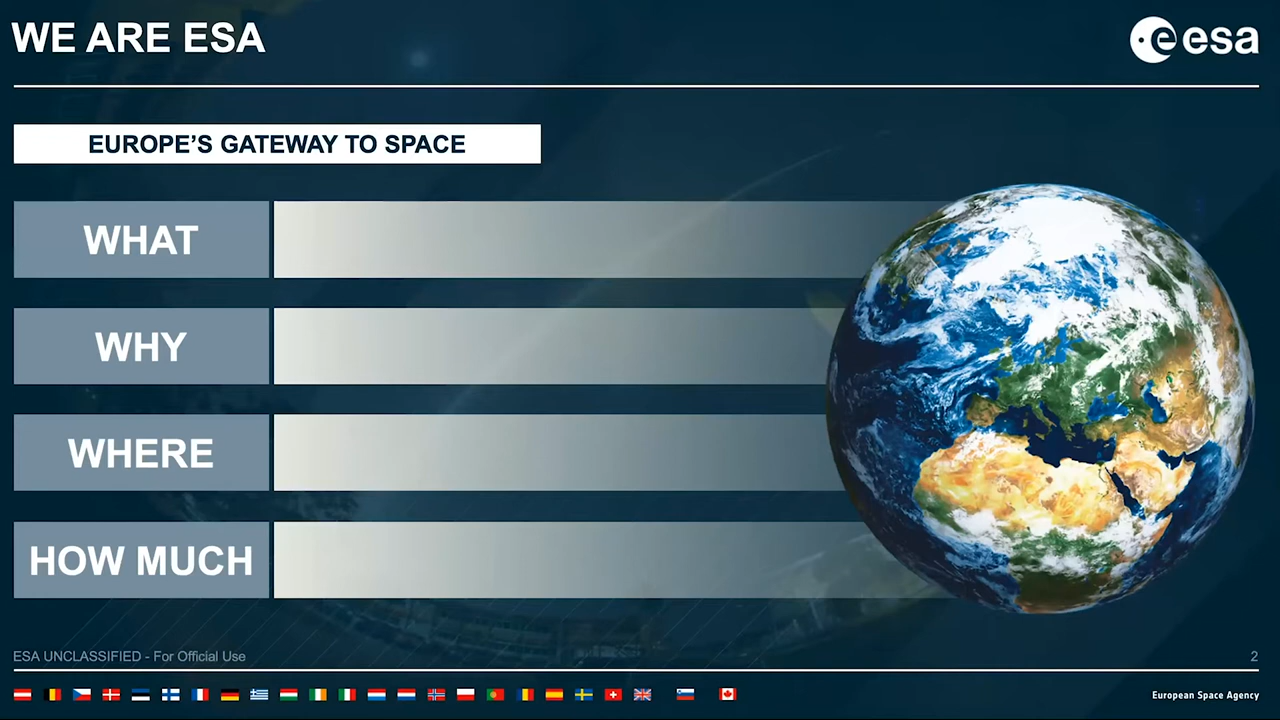 WE ARE ESA
esa
EUROPE’S GATEWAY TO SPACE
WHAT
WHY
WHERE
HOW MUCH
ESA UNCLASSIFIED - For Official Use
2
European Space Agency